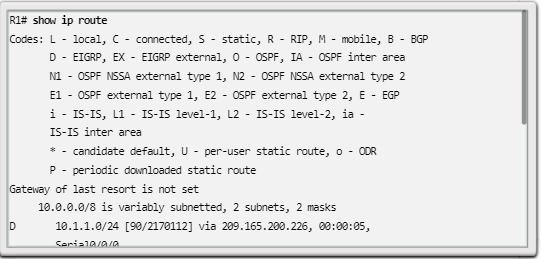 R1# show ip route
Codes: L - local, C - connected, S - static, R - RIP, M - mobile, B - BGP
D - EIGRP, EX - EIGRP external, O - OSPF, IA - OSPF inter area
N1 - OSPF NSSA external type 1, N2 - OSPF NSSA external type 2
E1 - OSPF external type 1, E2 - OSPF external type 2, E - EGP
i - IS-IS, L1 - IS-IS level-1, L2 - IS-IS level-2, ia -
IS-IS inter area
* - candidate default, U - per-user static route, o - ODR
P - periodic downloaded static route
Gateway of last resort is not set
10.0.0.0/8 is variably subnetted, 2 subnets, 2 masks
D 10.1.1.0/24 [90/2170112] via 209.165.200.226, 00:00:05,
Serial0/0/0